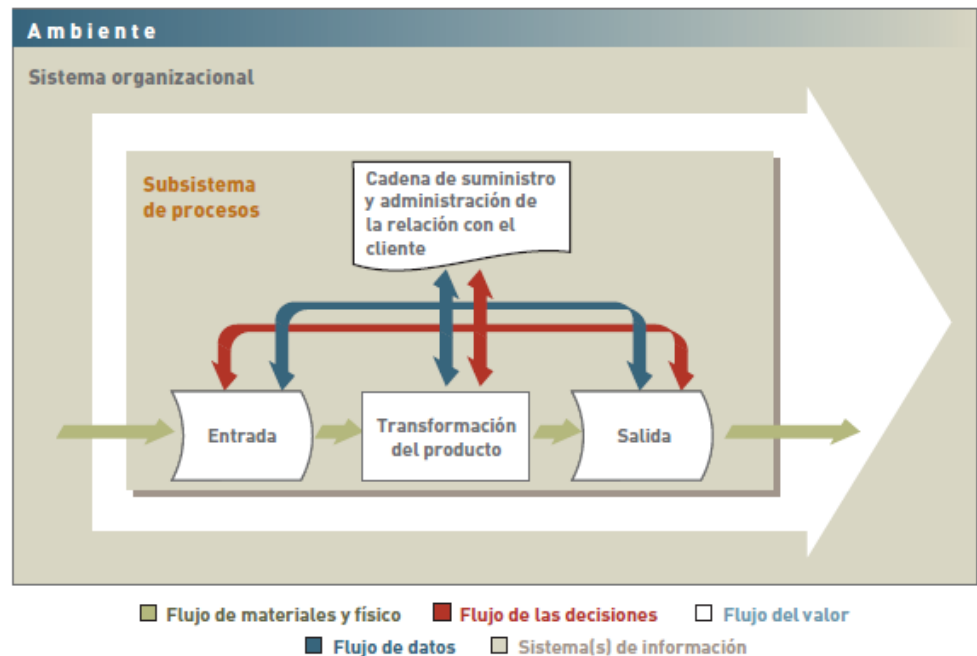 Ambiente
Sistema organizacional
Subsistema
de procesos
Cadena de suministro
y administración de
la relación con el
cliente
Entrada
Transformación
del producto
Salida
Flujo de materiales y físico
Flujo de las decisiones
Flujo del valor
Flujo de datos
Sistema(s) de información